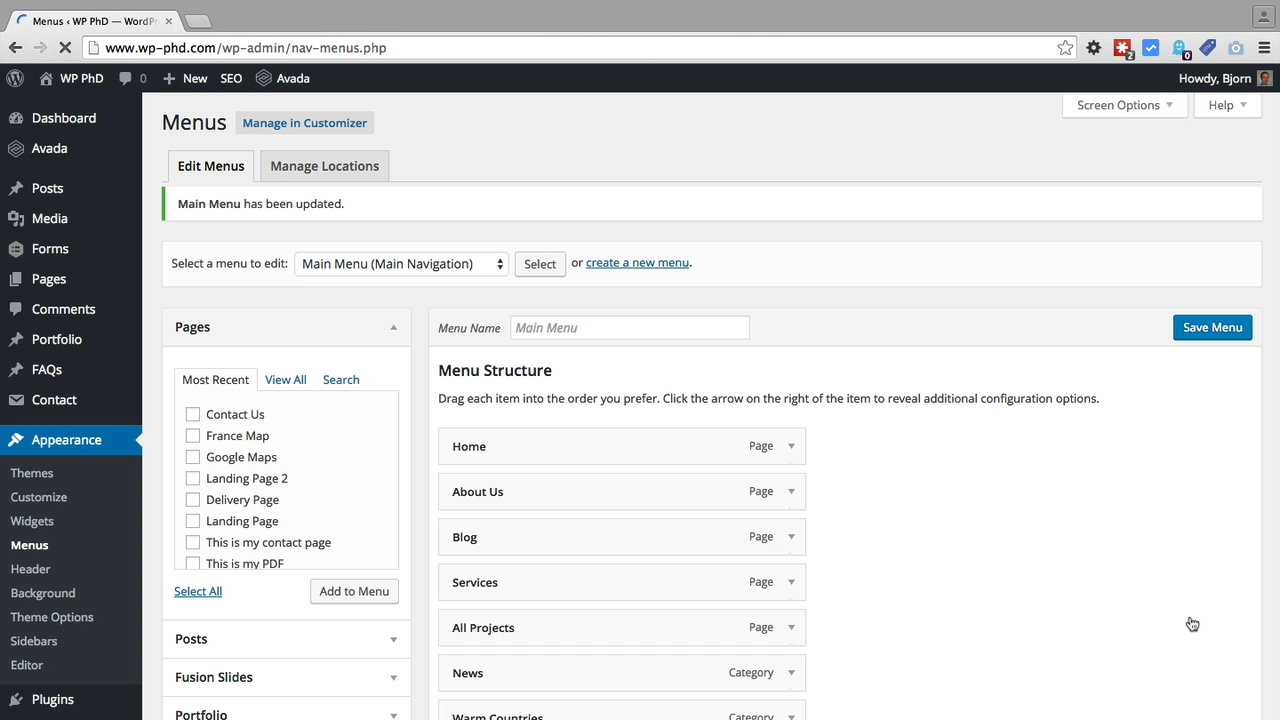 Menus ‹ WP PhD — WordPr
www.wp-phd.com/wp-admin/nav-menus.php
2
0
WP PhD 0 New SEO Avada Howdy, Bjorn
Dashboard
Avada
Posts
Media
Forms
Pages
Comments
Portfolio
FAQs
Contact
Appearance
Themes
Customize
Widgets
Menus
Header
Background
Theme Options
Sidebars
Editor
Plugins
Screen Options Help
Menus Manage in Customizer
Edit Menus Manage Locations
Main Menu has been updated.
Select a menu to edit: Main Menu (Main Navigation) Select or create a new menu.
Pages
Most Recent View All Search
Contact Us
France Map
Google Maps
Landing Page 2
Delivery Page
Landing Page
This is my contact page
This is my PDF
Select All Add to Menu
Posts
Fusion Slides
Portfolio
Menu Name Main Menu Save Menu
Menu Structure
Drag each item into the order you prefer. Click the arrow on the right of the item to reveal additional configuration options.
Home Page
About Us Page
Blog Page
Services Page
All Projects Page
News Category
Warm Countries Category